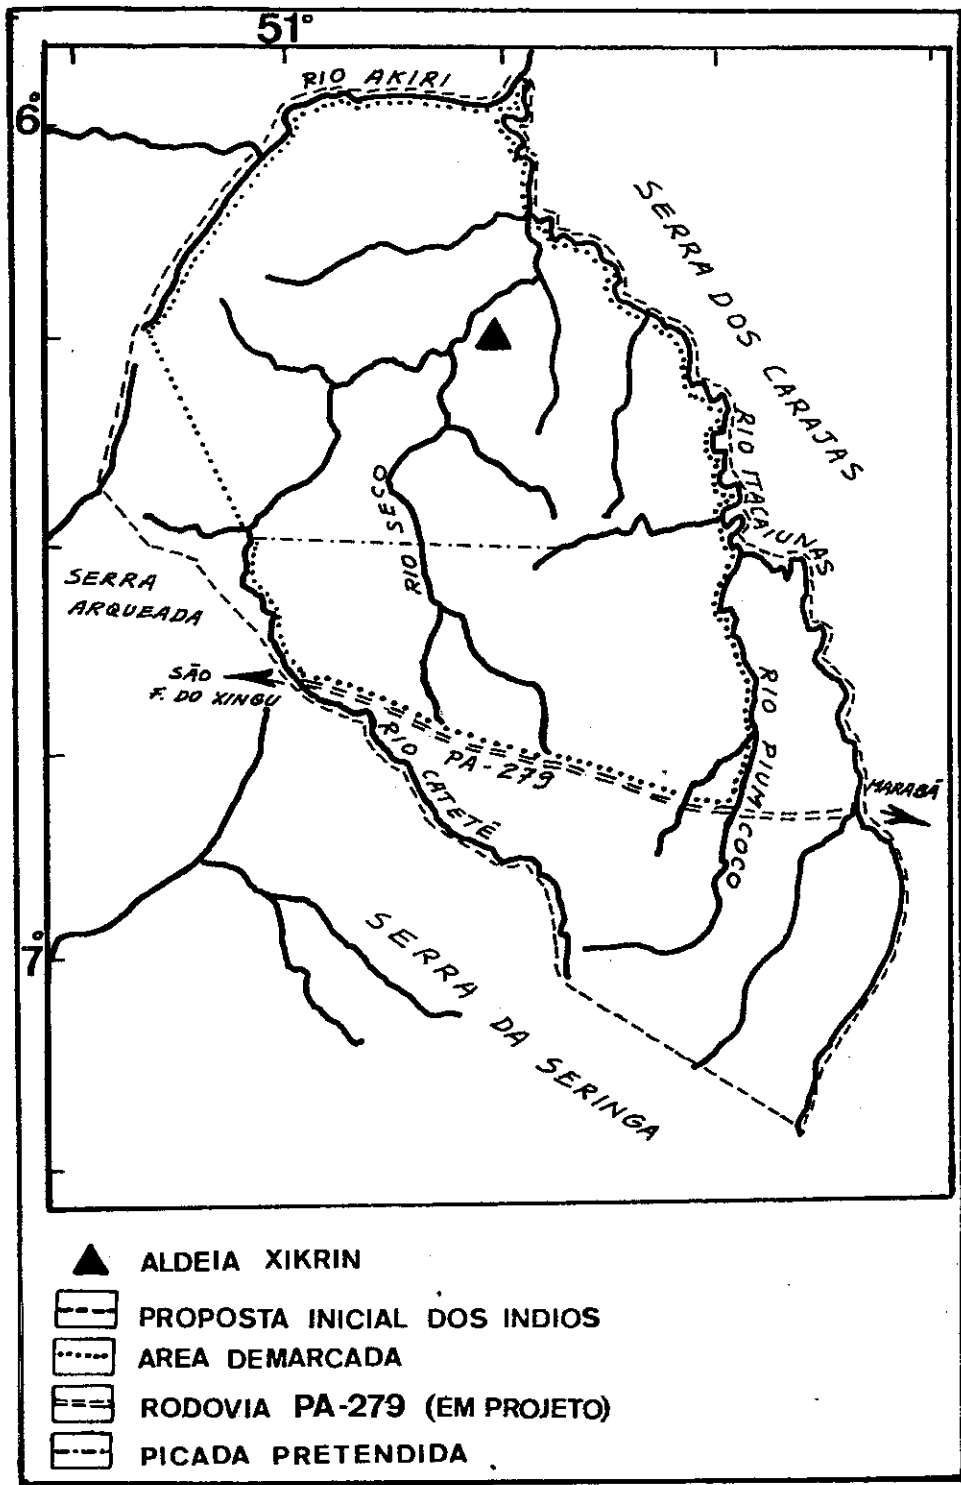 51°
6°
RIO AKIRI
SERRA DOS CARAJAS
RIO ITACAIUNAS
RIO SECO
SERRA
ARQUEADA
SÃO
F. DO XINGU
RIO CATETÉ
PA-279
RIO PIUM COCO
MARABÁ
7°
SERRA DA SERINGA
ALDEIA XIKRIN
PROPOSTA INICIAL DOS INDIOS
AREA DEMARCADA
RODOVIA PA-279 (EM PROJETO)
PICADA PRETENDIDA